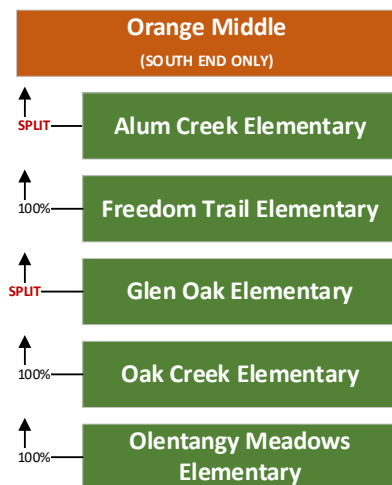 Orange Middle
(SOUTH END ONLY)
SPLIT
Alum Creek Elementary
100%
Freedom Trail Elementary
SPLIT
Glen Oak Elementary
100%
Oak Creek Elementary
100%
Olentangy Meadows
Elementary